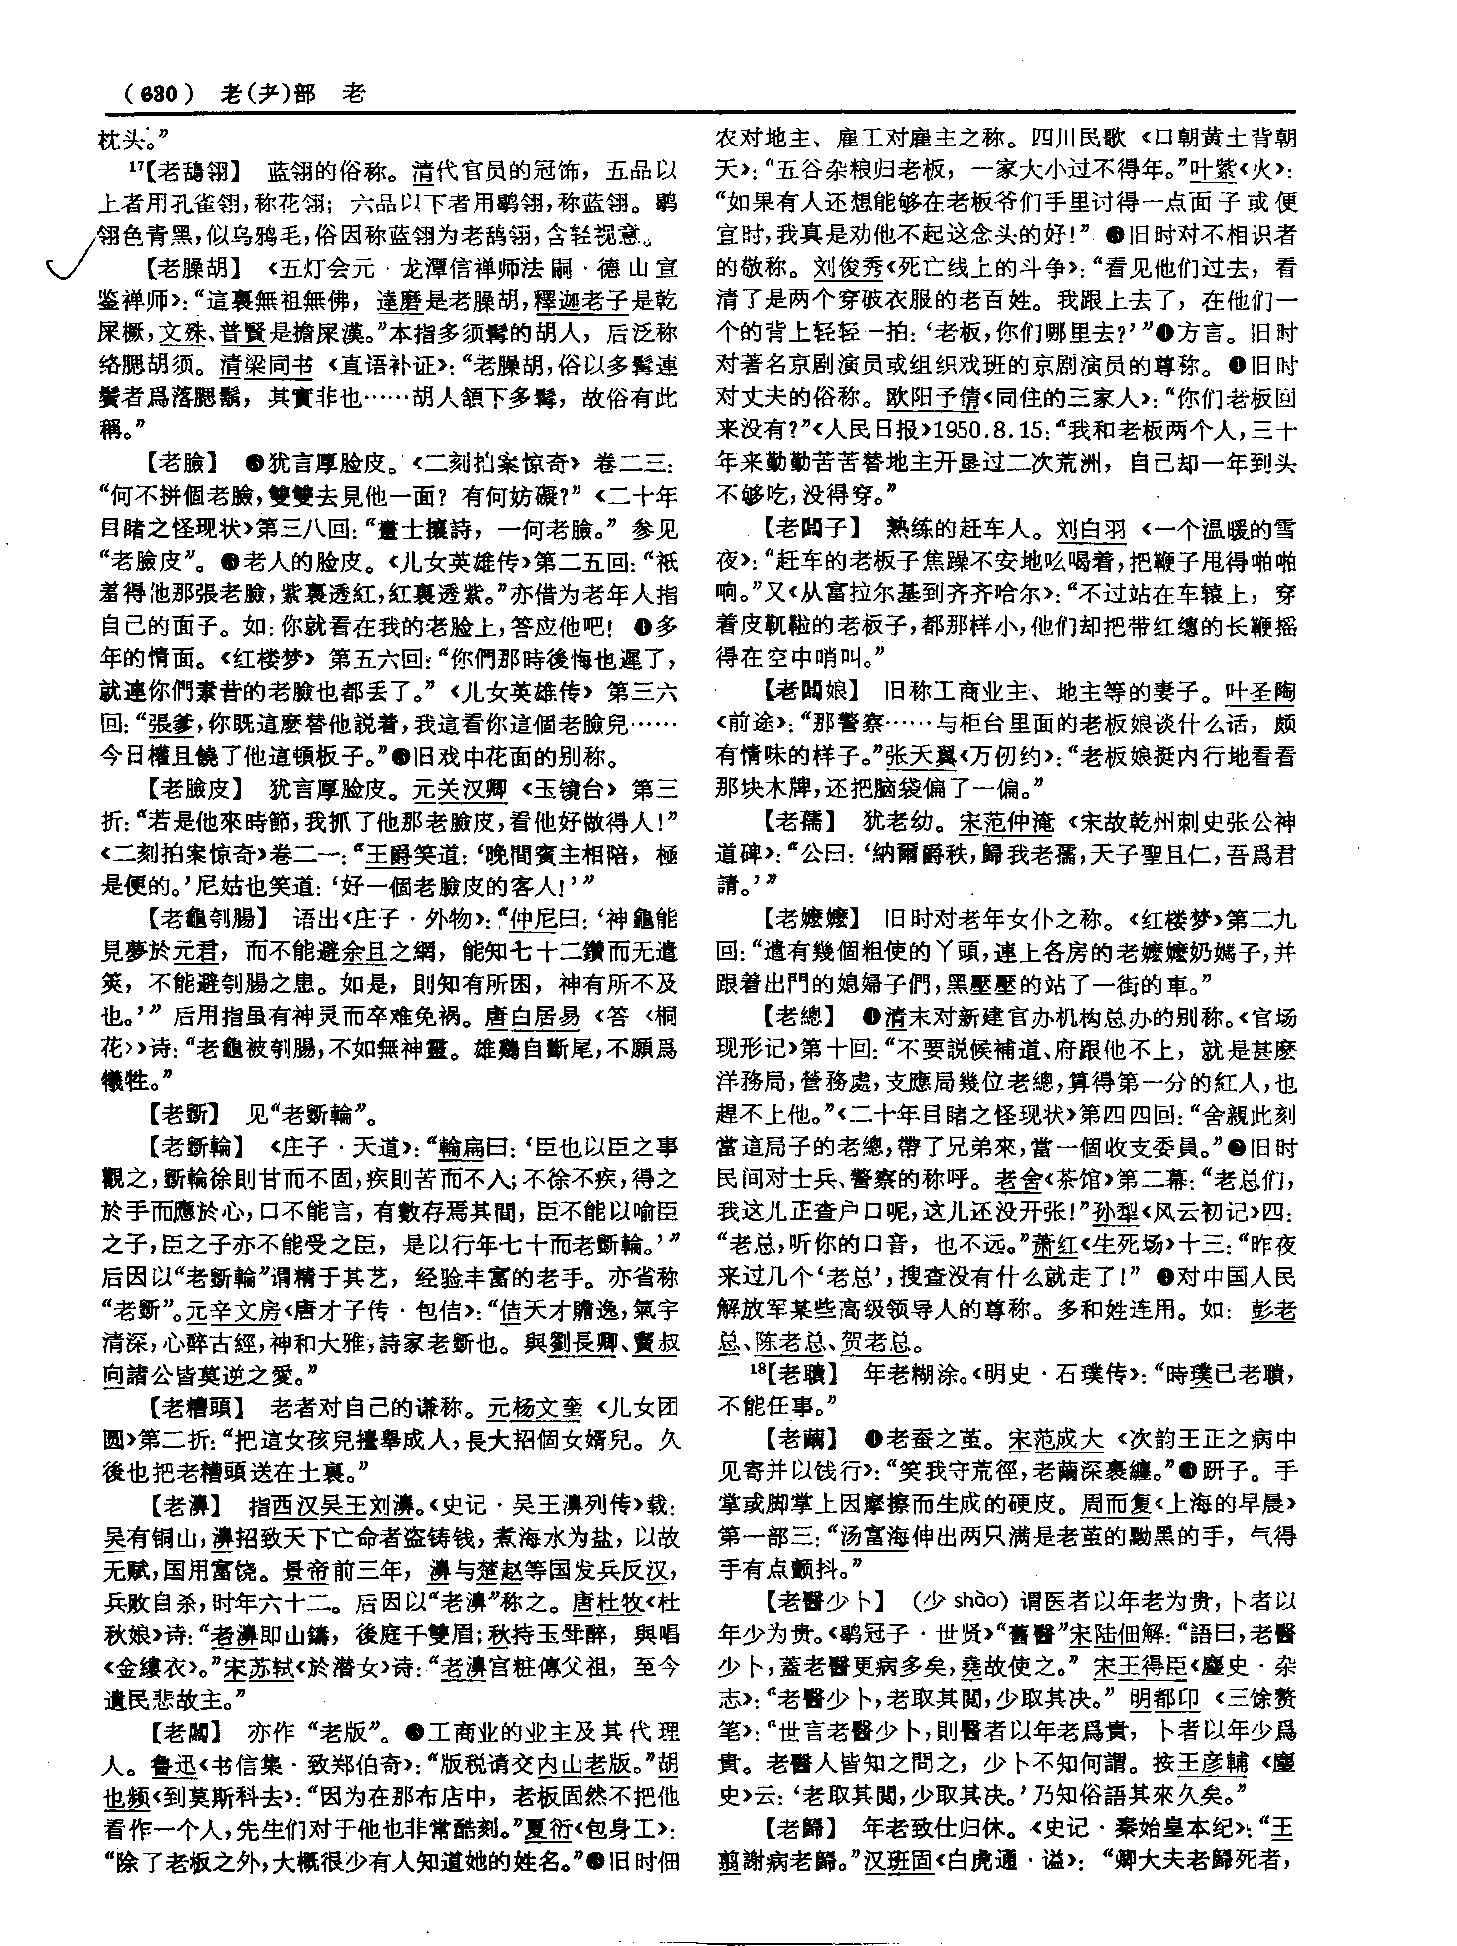 （630） 老(耂)部 老
枕头。”
17【老鴰翎】 蓝翎的俗称。清代官员的冠饰，五品以
上者用孔雀翎，称花翎；六品以下者用鹖翎，称蓝翎。鹖
翎色青黑，似乌鸦毛，俗因称蓝翎为老鸹翎，含轻视意。
【老臊胡】 《五灯会元·龙潭信禅师法嗣·德山宣
鉴禅师》：“這裏無祖無佛，達磨是老臊胡，釋迦老子是乾
屎橛，文殊、普賢是擔屎漢。”本指多须髯的胡人，后泛称
络腮胡须。清梁同书《直语补证》：“老臊胡，俗以多髯連
鬢者爲落腮鬍，其實非也……胡人頷下多髯，故俗有此
稱。”
【老臉】 ❶犹言厚脸皮。《二刻拍案惊奇》卷二三：
“何不拼個老臉，雙雙去見他一面？有何妨礙？”《二十年
目睹之怪现状》第三八回：“畫士攘詩，一何老臉。”参见
“老臉皮”。❷老人的脸皮。《儿女英雄传》第二五回：“衹
羞得他那張老臉，紫裏透紅，紅裏透紫。”亦借为老年人指
自己的面子。如：你就看在我的老脸上，答应他吧！ ❸多
年的情面。《红楼梦》第五六回：“你們那時後悔也遲了，
就連你們素昔的老臉也都丢了。”《儿女英雄传》第三六
回：“張爹，你既這麽替他説着，我這看你這個老臉兒……
今日權且饒了他這頓板子。”❹旧戏中花面的别称。
【老臉皮】 犹言厚脸皮。元关汉卿《玉镜台》第三
折：“若是他來時節，我抓了他那老臉皮，看他好做得人！”
《二刻拍案惊奇》卷二一：“王爵笑道：‘晚間賓主相陪，極
是便的。’尼姑也笑道：‘好一個老臉皮的客人！’”
【老龜刳腸】 语出《庄子·外物》：“仲尼曰：‘神龜能
見夢於元君，而不能避余且之網，能知七十二鑽而无遺
筴，不能避刳腸之患。如是，則知有所困，神有所不及
也。’”后用指虽有神灵而卒难免祸。唐白居易《答〈桐
花〉》诗：“老龜被刳腸，不如無神靈。雄鷄自斷尾，不願爲
犧牲。”
【老斲】 见“老斲輪”。
【老斲輪】 《庄子·天道》：“輪扁曰：‘臣也以臣之事
觀之，斲輪徐則甘而不固，疾則苦而不入；不徐不疾，得之
於手而應於心，口不能言，有數存焉其間，臣不能以喻臣
之子，臣之子亦不能受之臣，是以行年七十而老斲輪。’”
后因以“老斲輪”谓精于其艺，经验丰富的老手。亦省称
“老斲”。元辛文房《唐才子传·包佶》：“佶天才贍逸，氣宇
清深，心醉古經，神和大雅，詩家老斲也。與劉長卿、竇叔
向諸公皆莫逆之愛。”
【老糟頭】 老者对自己的谦称。元杨文奎《儿女团
圆》第二折：“把這女孩兒擡舉成人，長大招個女婿兒。久
後也把老糟頭送在土裏。”
【老濞】 指西汉吴王刘濞。《史记·吴王濞列传》载：
吴有铜山，濞招致天下亡命者盗铸钱，煮海水为盐，以故
无赋，国用富饶。景帝前三年，濞与楚赵等国发兵反汉，
兵败自杀，时年六十二。后因以“老濞”称之。唐杜牧《杜
秋娘》诗：“老濞即山鑄，後庭千雙眉；秋持玉斝醉，與唱
《金縷衣》。”宋苏轼《於潜女》诗：“老濞宫粧傳父祖，至今
遺民悲故主。”
【老闆】 亦作“老版”。❶工商业的业主及其代理
人。鲁迅《书信集·致郑伯奇》：“版税请交内山老版。”胡
也频《到莫斯科去》：“因为在那布店中，老板固然不把他
看作一个人，先生们对于他也非常酷刻。”夏衍《包身工》：
“除了老板之外，大概很少有人知道她的姓名。”❷旧时佃
农对地主、雇工对雇主之称。四川民歌《口朝黄土背朝
天》：“五谷杂粮归老板，一家大小过不得年。”叶紫《火》：
“如果有人还想能够在老板爷们手里讨得一点面子或便
宜时，我真是劝他不起这念头的好！” ❸旧时对不相识者
的敬称。刘俊秀《死亡线上的斗争》：“看见他们过去，看
清了是两个穿破衣服的老百姓。我跟上去了，在他们一
个的背上轻轻一拍：‘老板，你们哪里去？’”❹方言。旧时
对著名京剧演员或组织戏班的京剧演员的尊称。❺旧时
对丈夫的俗称。欧阳予倩《同住的三家人》：“你们老板回
来没有？”《人民日报》1950.8.15：“我和老板两个人，三十
年来勤勤苦苦替地主开垦过二次荒洲，自己却一年到头
不够吃，没得穿。”
【老闆子】 熟练的赶车人。刘白羽《一个温暖的雪
夜》：“赶车的老板子焦躁不安地吆喝着，把鞭子甩得啪啪
响。”又《从富拉尔基到齐齐哈尔》：“不过站在车辕上，穿
着皮靰鞡的老板子，都那样小，他们却把带红缨的长鞭摇
得在空中哨叫。”
【老闆娘】 旧称工商业主、地主等的妻子。叶圣陶
《前途》：“那警察……与柜台里面的老板娘谈什么话，颇
有情味的样子。”张天翼《万仞约》：“老板娘挺内行地看看
那块木牌，还把脑袋偏了一偏。”
【老孺】 犹老幼。宋范仲淹《宋故乾州刺史张公神
道碑》：“公曰：‘納爾爵秩，歸我老孺，天子聖且仁，吾爲君
請。’”
【老嬷嬷】 旧时对老年女仆之称。《红楼梦》第二九
回：“還有幾個粗使的丫頭，連上各房的老嬷嬷奶媽子，并
跟着出門的媳婦子們，黑壓壓的站了一街的車。”
【老總】 ❶清末对新建官办机构总办的别称。《官场
现形记》第十回：“不要説候補道、府跟他不上，就是甚麽
洋務局，營務處，支應局幾位老總，算得第一分的紅人，也
趕不上他。”《二十年目睹之怪现状》第四四回：“舍親此刻
當這局子的老總，帶了兄弟來，當一個收支委員。”❷旧时
民间对士兵、警察的称呼。老舍《茶馆》第二幕：“老总们，
我这儿正查户口呢，这儿还没开张！”孙犁《风云初记》四：
“老总，听你的口音，也不远。”萧红《生死场》十三：“昨夜
来过几个‘老总’，搜查没有什么就走了！” ❸对中国人民
解放军某些高级领导人的尊称。多和姓连用。如：彭老
总、陈老总、贺老总。
18【老聵】 年老糊涂。《明史·石璞传》：“時璞已老聵，
不能任事。”
【老繭】 ❶老蚕之茧。宋范成大《次韵王正之病中
见寄并以饯行》：“笑我守荒徑，老繭深裹纏。”❷趼子。手
掌或脚掌上因摩擦而生成的硬皮。周而复《上海的早晨》
第一部三：“汤富海伸出两只满是老茧的黝黑的手，气得
手有点颤抖。”
【老醫少卜】 （少 shào）谓医者以年老为贵，卜者以
年少为贵。《鹖冠子·世贤》“舊醫”宋陆佃解：“語曰，老醫
少卜，蓋老醫更病多矣，堯故使之。” 宋王得臣《麈史·杂
志》：“老醫少卜，老取其閲，少取其决。” 明都卬《三馀赘
笔》：“世言老醫少卜，則醫者以年老爲貴，卜者以年少爲
貴。老醫人皆知之問之，少卜不知何謂。按王彦輔《麈
史》云：‘老取其閲，少取其决。’乃知俗語其來久矣。”
【老歸】 年老致仕归休。《史记·秦始皇本纪》：“王
翦謝病老歸。”汉班固《白虎通·谥》：“卿大夫老歸死者，